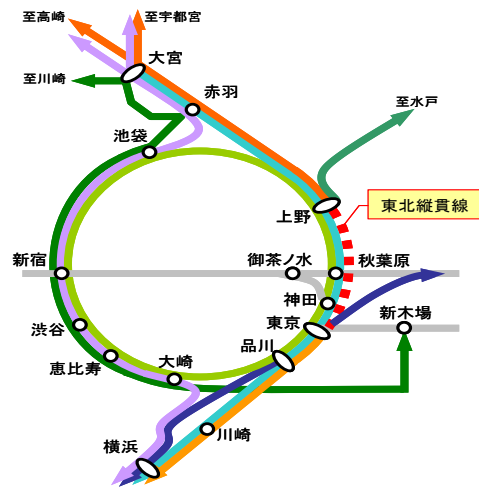 至高崎
至宇都宮
大宮
至川崎
赤羽
至水戸
池袋
東北縦貫線
上野
新宿
御茶ノ水
秋葉原
神田
新木場
東京
渋谷
品川
恵比寿
大崎
川崎
横浜